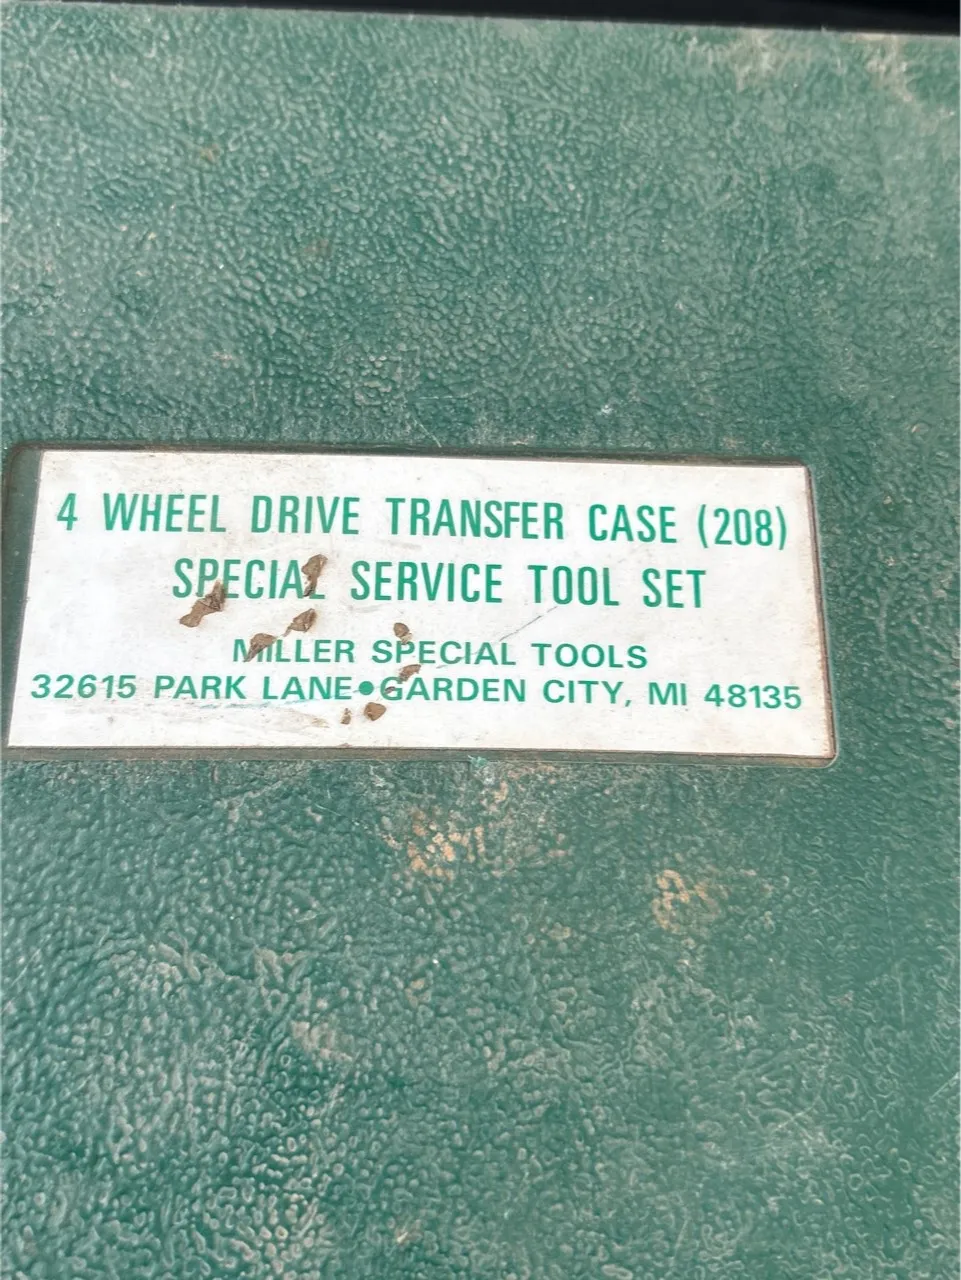 4 WHEEL DRIVE TRANSFER CASE (208)
SPECIAL SERVICE TOOL SET
MILLER SPECIAL TOOLS
32615 PARK LANE•GARDEN CITY, MI 48135